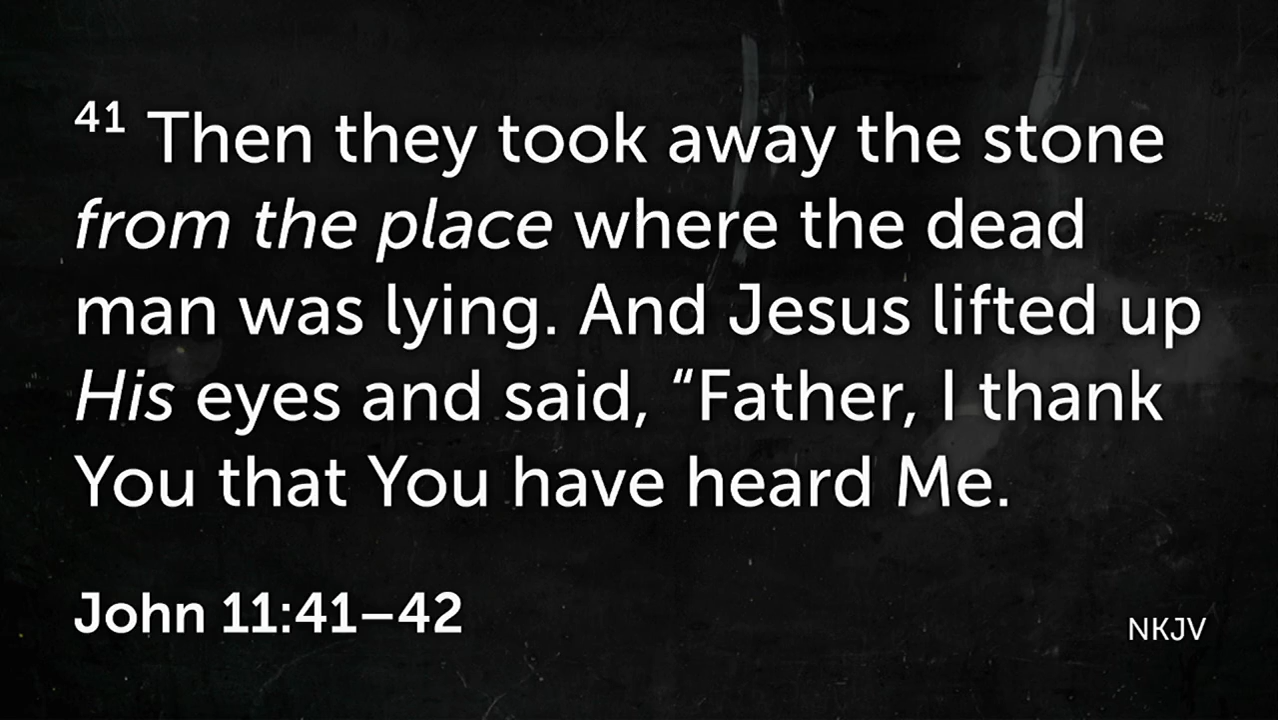 41 Then they took away the stone
from the place where the dead
man was lying. And Jesus lifted up
His eyes and said, “Father, I thank
You that You have heard Me.
John 11:41–42
NKJV